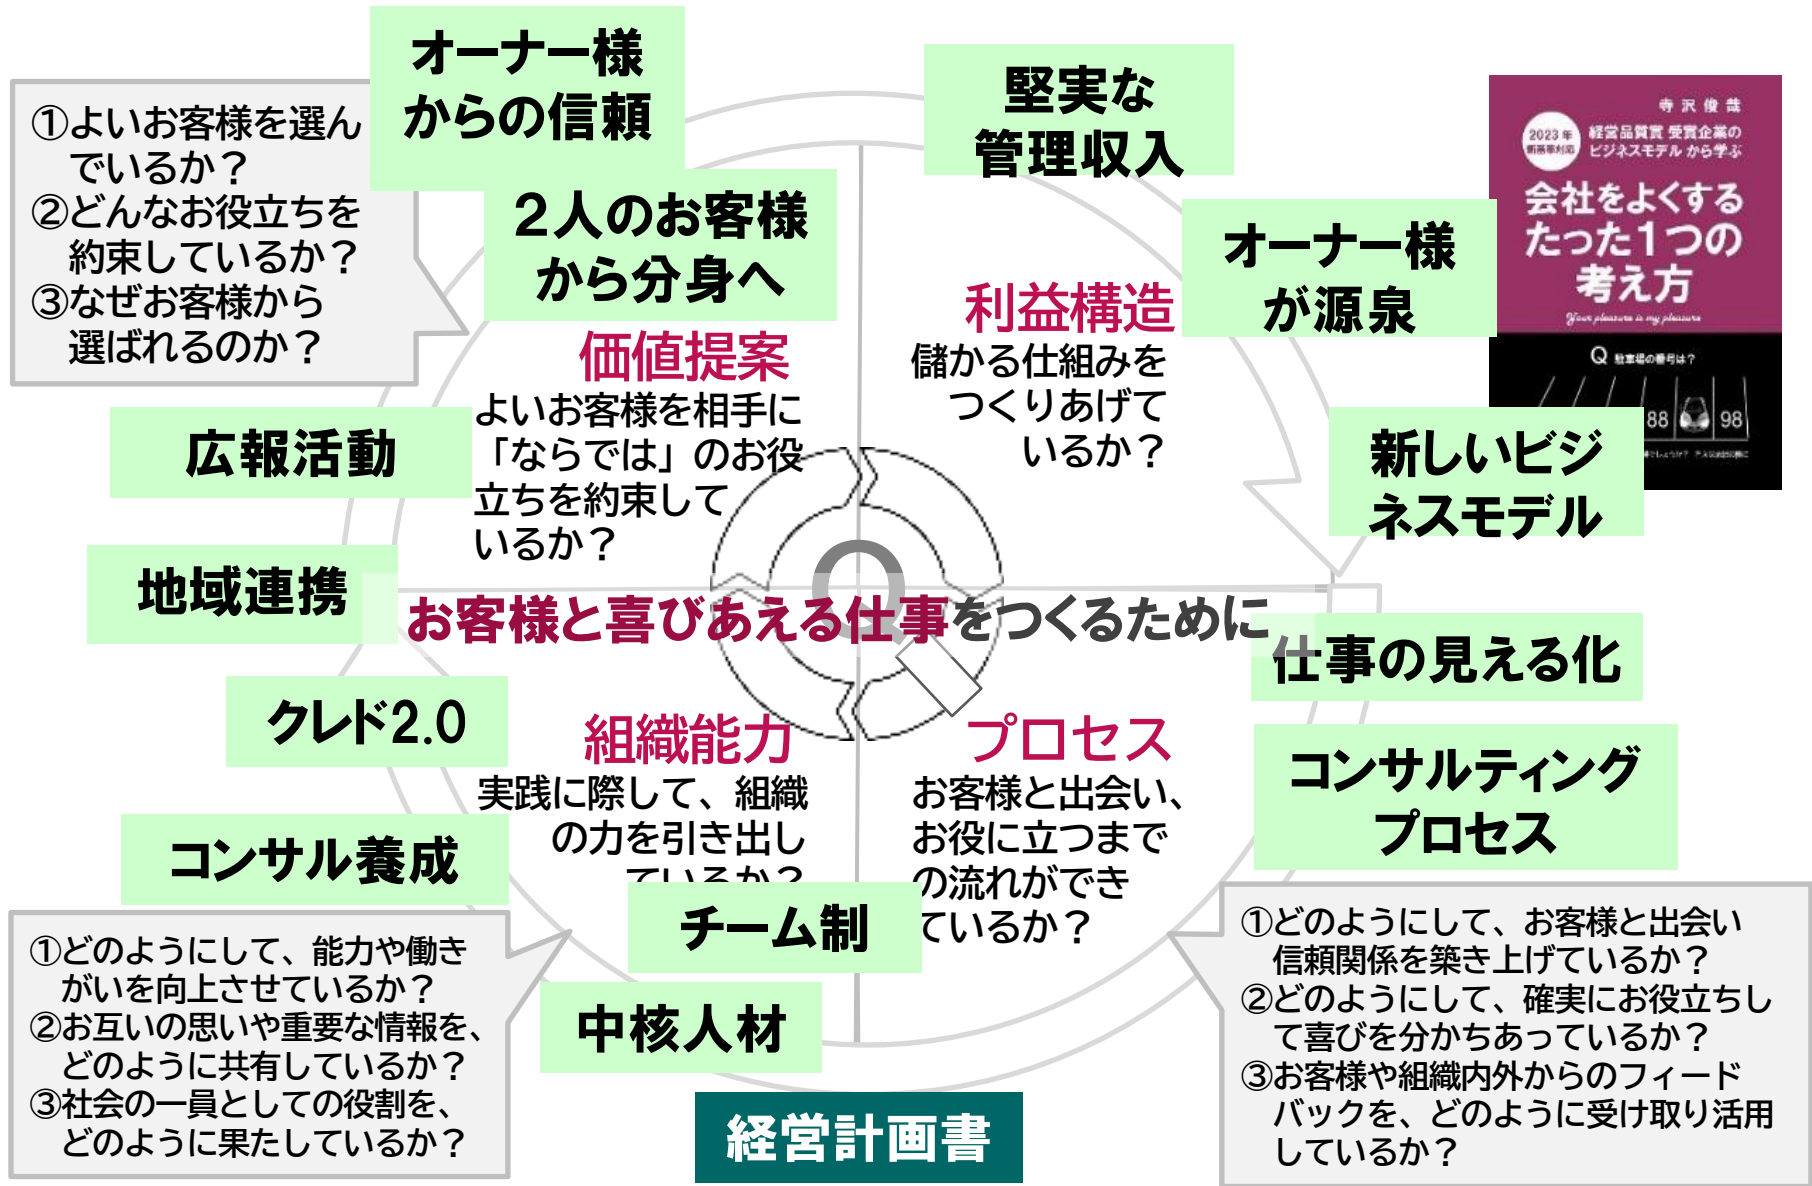 オーナー様
からの信頼
堅実な
管理収入
①よいお客様を選ん
でいるか？
②どんなお役立ちを
約束しているか？
③なぜお客様から
選ばれるのか？
２人のお客様
から分身へ
オーナー様
が源泉
寺沢俊哉
2023年
経営品質賞 受賞企業の
ビジネスモデルから学ぶ
会社をよくする
たった1つの
考え方
Your pleasure is my pleasure
Q 駐車場の番号は？
88 98
価値提案
よいお客様を相手に
「ならでは」のお役
立ちを約束して
いるか？
利益構造
儲かる仕組みを
つくりあげて
いるか？
広報活動
新しいビジ
ネスモデル
地域連携
Q
お客様と喜びあえる仕事をつくるために
仕事の見える化
クレド2.0
組織能力
実践に際して、組織
の力を引き出し
ているか？
プロセス
お客様と出会い、
お役に立つまで
の流れができ
ているか？
コンサルティング
プロセス
コンサル養成
チーム制
中核人材
①どのようにして、能力や働き
がいを向上させているか？
②お互いの思いや重要な情報を、
どのように共有しているか？
③社会の一員としての役割を、
どのように果たしているか？
①どのようにして、お客様と出会い
信頼関係を築き上げているか？
②どのようにして、確実にお役立ちし
て喜びを分かちあっているか？
③お客様や組織内外からのフィード
バックを、どのように受け取り活用
しているか？
経営計画書